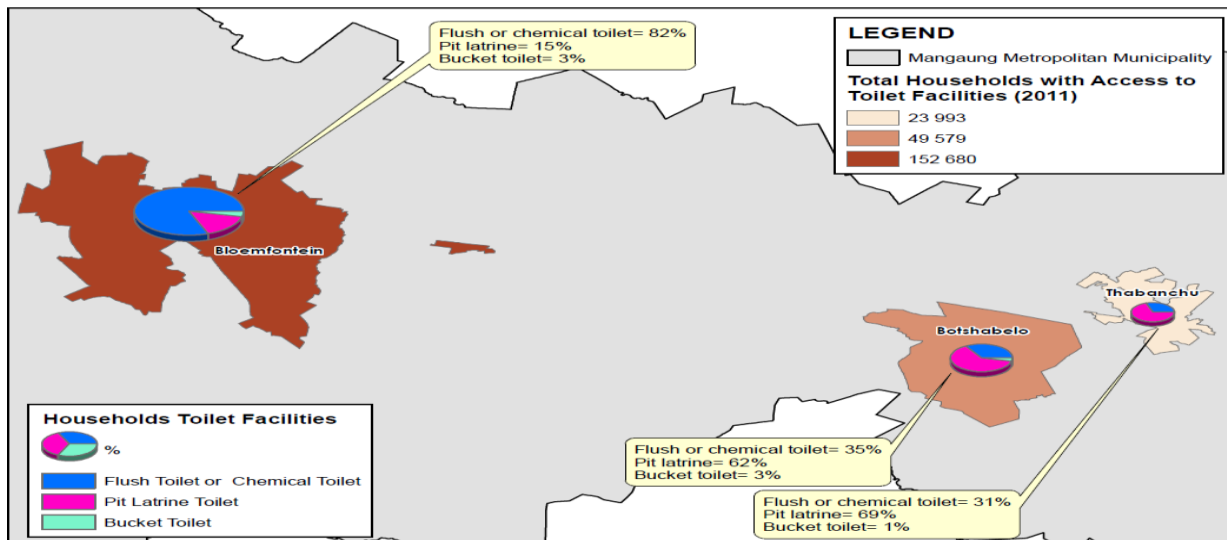 Flush or chemical toilet= 82%
Pit latrine= 15%
Bucket toilet= 3%
LEGEND
Mangaung Metropolitan Municipality
Total Households with Access to
Toilet Facilities (2011)
23 993
49 579
152 680
Bloemfontein
Thabanchu
Botshabelo
Households Toilet Facilities
%
Flush Toilet or Chemical Toilet
Pit Latrine Toilet
Bucket Toilet
Flush or chemical toilet= 35%
Pit latrine= 62%
Bucket toilet= 3%
Flush or chemical toilet= 31%
Pit latrine= 69%
Bucket toilet= 1%